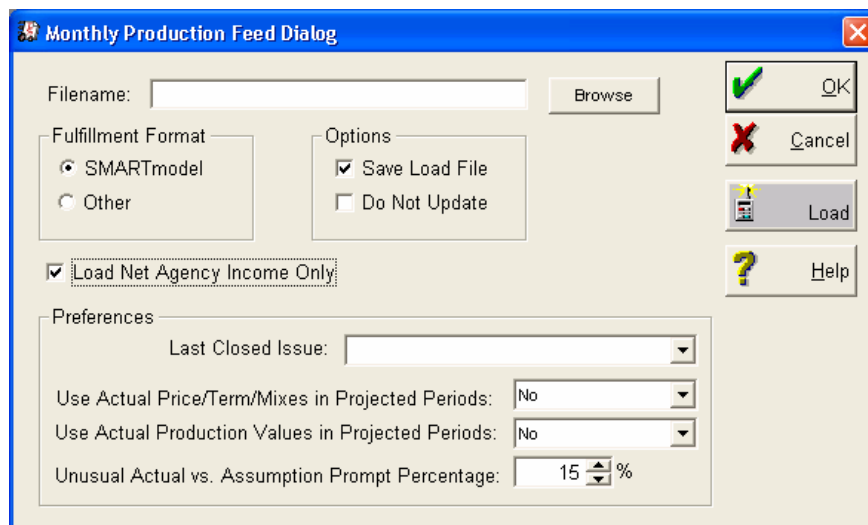 Monthly Production Feed Dialog
Filename:
Browse
OK
Cancel
Load
Help
Fulfillment Format
SMARTmodel
Other
Options
Save Load File
Do Not Update
Load Net Agency Income Only
Preferences
Last Closed Issue:
Use Actual Price/Term/Mixes in Projected Periods: No
Use Actual Production Values in Projected Periods: No
Unusual Actual vs. Assumption Prompt Percentage: 15 %